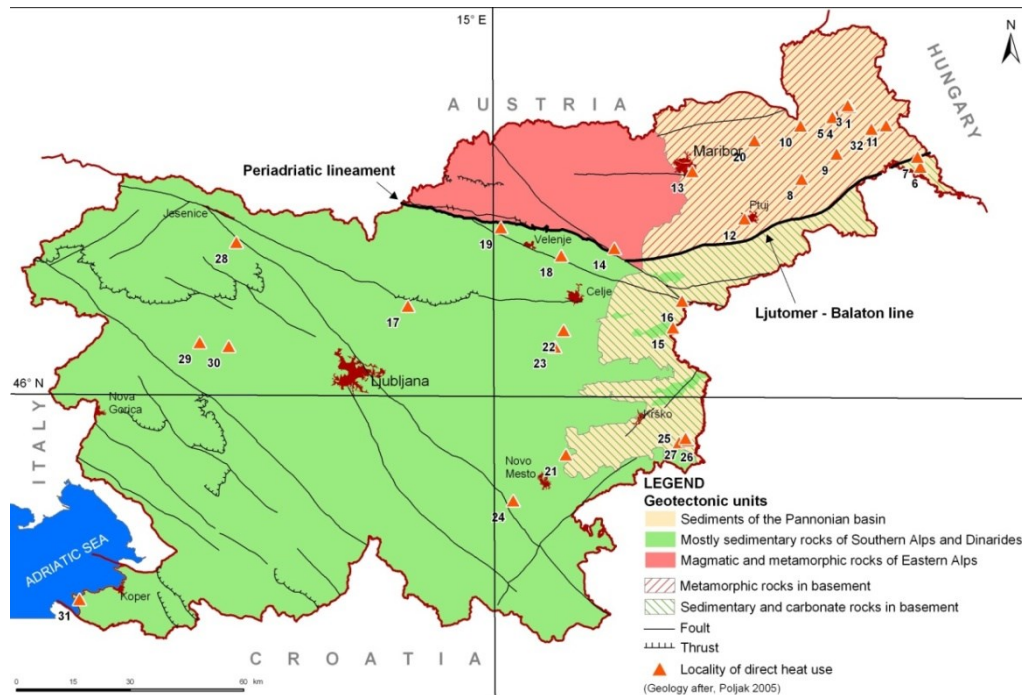 15° E
N
HUNGARY
AUSTRIA
Periadriatic lineament
Maribor
Jesenice
Velenje
Ptuj
Celje
Ljutomer - Balaton line
Ljubljana
46° N
Nova
Gorica
ITALY
Krško
Novo
Mesto
ADRIATIC SEA
Koper
CROATIA
1
3
5 4
10
32
11
20
9
7
6
13
8
12
19
14
18
28
17
16
15
22
23
29
30
25
27
26
21
24
31
LEGEND
Geotectonic units
Sediments of the Pannonian basin
Mostly sedimentary rocks of Southern Alps and Dinarides
Magmatic and metamorphic rocks of Eastern Alps
Metamorphic rocks in basement
Sedimentary and carbonate rocks in basement
Foult
Thrust
Locality of direct heat use
(Geology after, Poljak 2005)
0 15 30 60 km